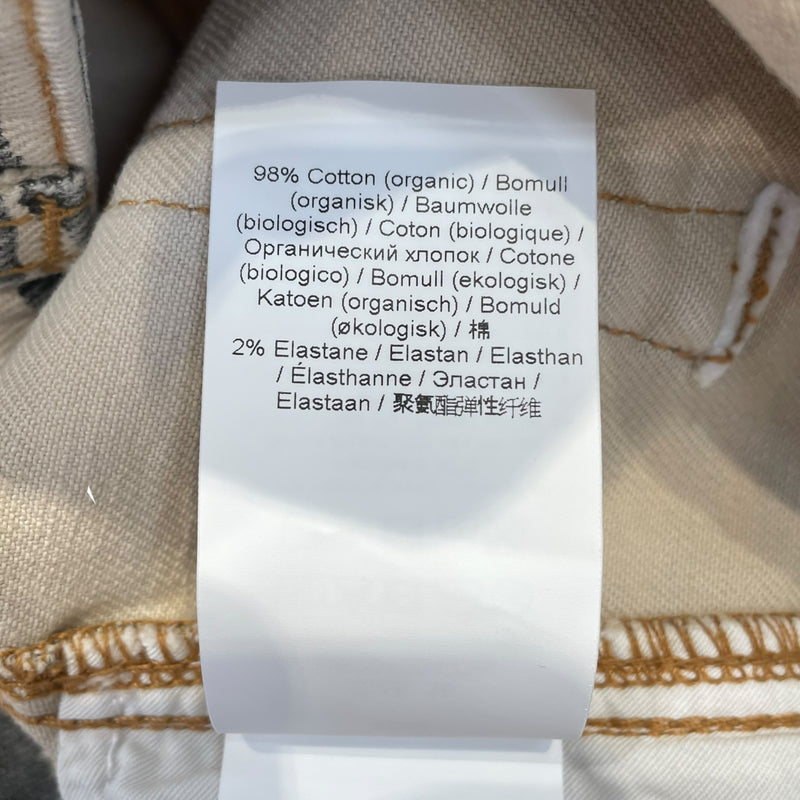 98% Cotton (organic) / Bomull
(organisk) / Baumwolle
(biologisch) / Coton (biologique) /
Органический хлопок / Cotone
(biologico) / Bomull (ekologisk) /
Katoen (organisch) / Bomuld
(økologisk) / 棉
2% Elastane / Elastan / Elasthan
/ Élasthanne / Эластан /
Elastaan / 聚氨酯弹性纤维